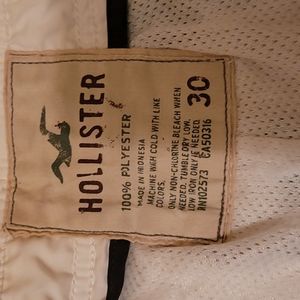 HOLLISTER
100% POLYESTER
MADE IN INDONESIA
MACHINE WASH COLD WITH LIKE
COLORS.
ONLY NON-CHLORINE BLEACH WHEN
NEEDED. TUMBLE DRY LOW.
LOW IRON ONLY IF NEEDED.
RN102573 CA50316
30